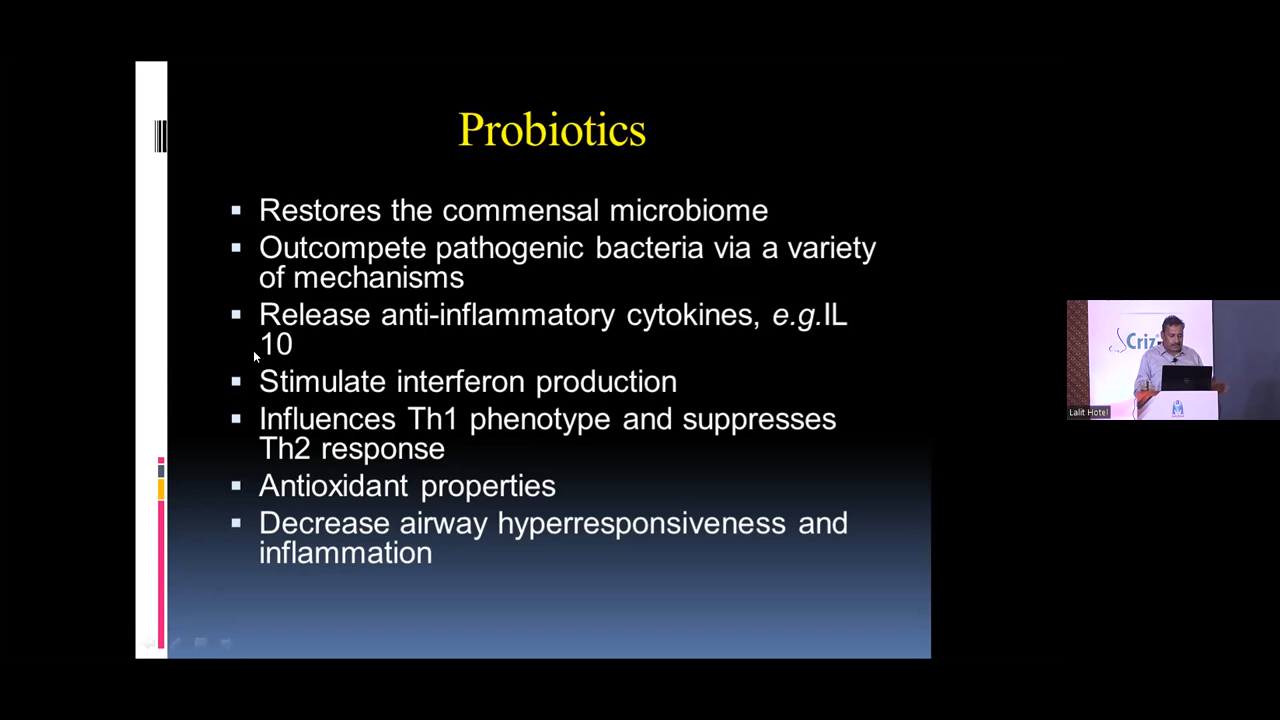 Probiotics
Restores the commensal microbiome
Outcompete pathogenic bacteria via a variety
of mechanisms
Release anti-inflammatory cytokines, e.g.IL
10
Stimulate interferon production
Influences Th1 phenotype and suppresses
Th2 response
Antioxidant properties
Decrease airway hyperresponsiveness and
inflammation
Criz
Lalit Hotel